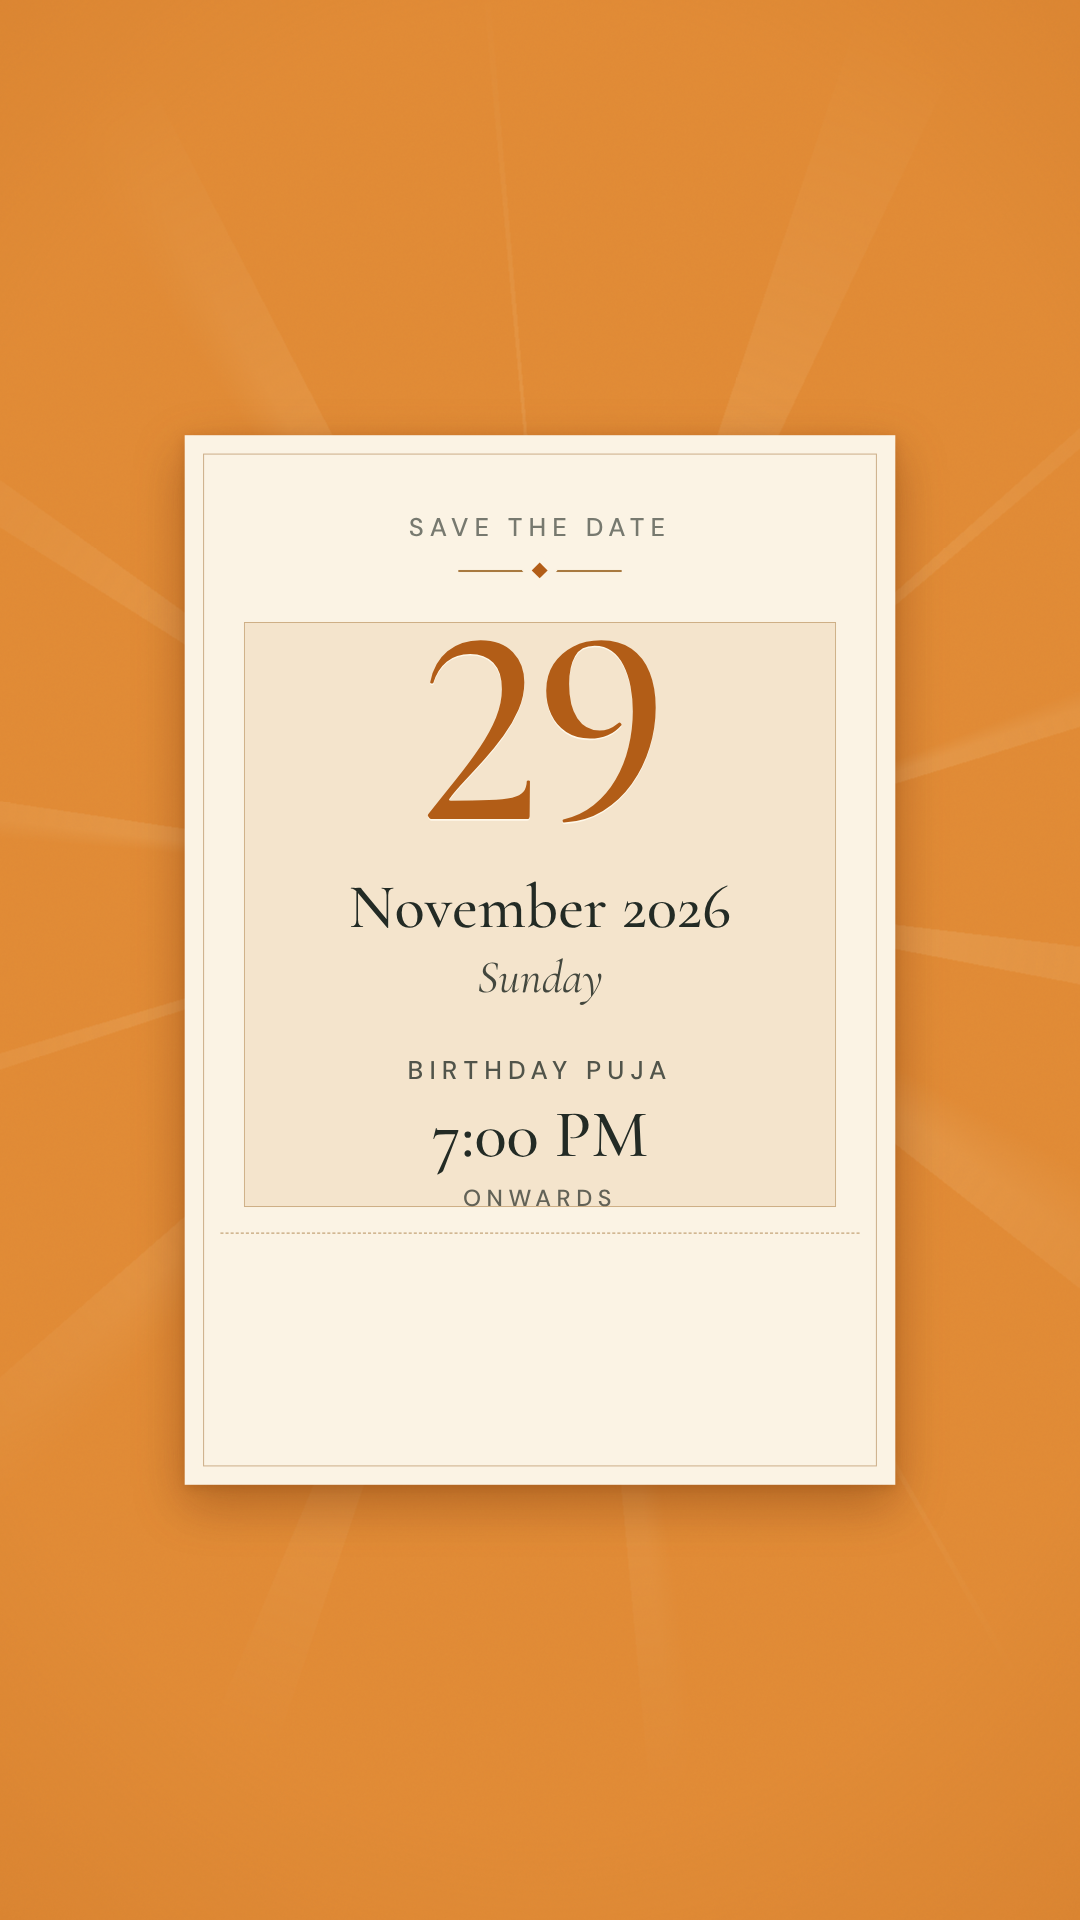 SAVE THE DATE
29
November 2026
Sunday
BIRTHDAY PUJA
7:00 PM
ONWARDS